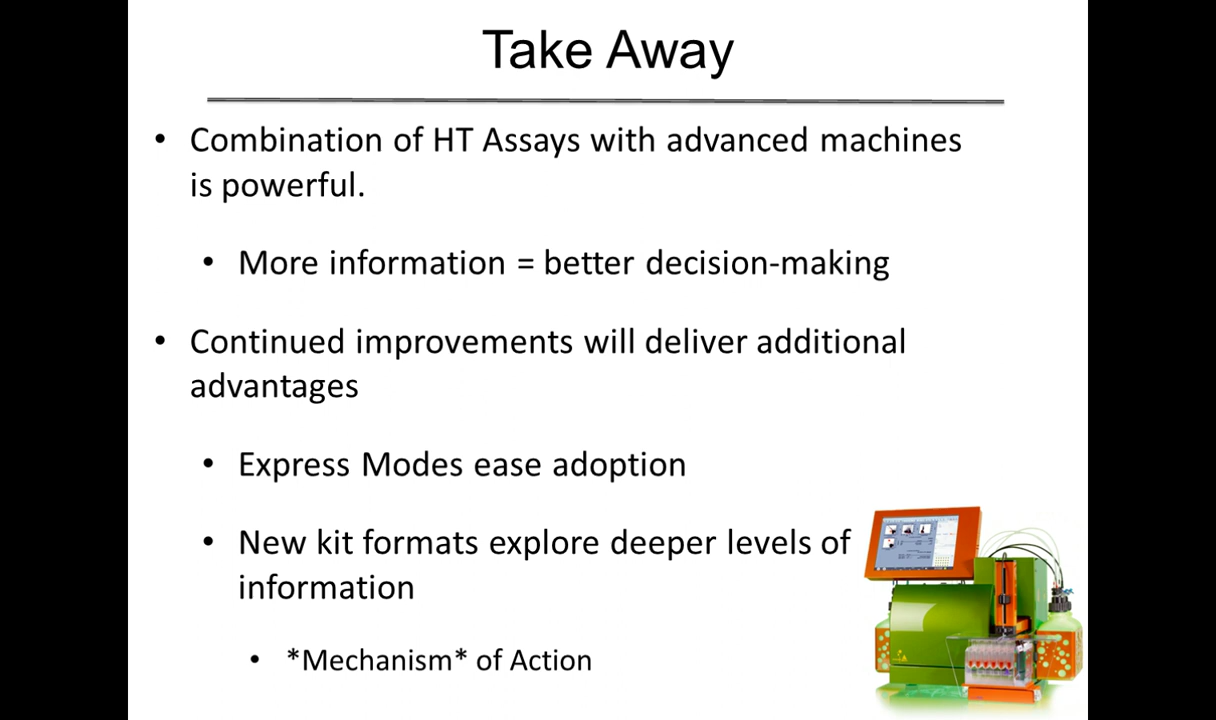 Take Away
• Combination of HT Assays with advanced machines
is powerful.
• More information = better decision-making
• Continued improvements will deliver additional
advantages
• Express Modes ease adoption
• New kit formats explore deeper levels of
information
• *Mechanism* of Action